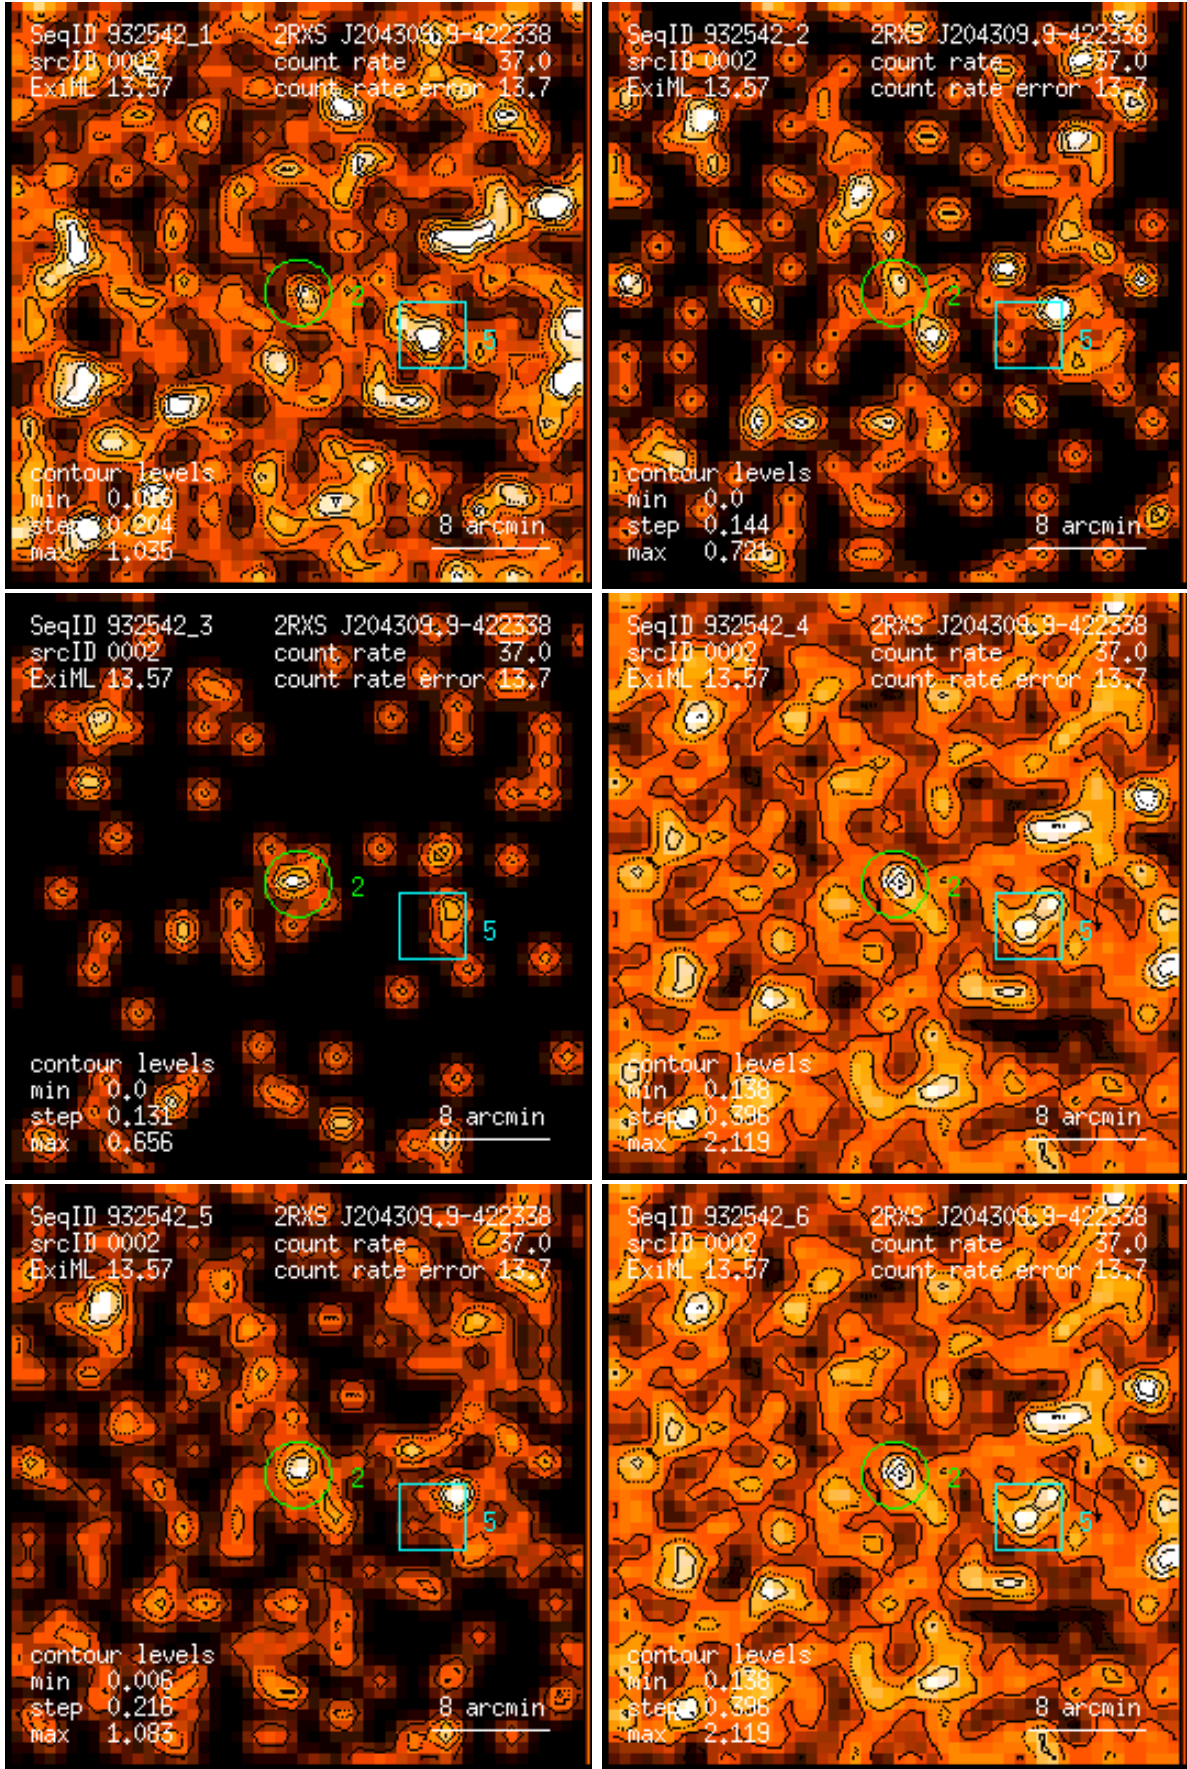 SeqID 932542_1 2RXS J204309.9-422338
srcID 0002 count rate 37.0
ExiML 13.57 count rate error 13.7
2
5
contour levels
min 0.016
step 0.204 8 arcmin
max 1.035
SeqID 932542_2 2RXS J204309.9-422338
srcID 0002 count rate 37.0
ExiML 13.57 count rate error 13.7
2
5
contour levels
min 0.0
step 0.144 8 arcmin
max 0.721
SeqID 932542_3 2RXS J204309.9-422338
srcID 0002 count rate 37.0
ExiML 13.57 count rate error 13.7
2
5
contour levels
min 0.0
step 0.131 8 arcmin
max 0.656
SeqID 932542_4 2RXS J204309.9-422338
srcID 0002 count rate 37.0
ExiML 13.57 count rate error 13.7
2
5
contour levels
min 0.138
step 0.396 8 arcmin
max 2.119
SeqID 932542_5 2RXS J204309.9-422338
srcID 0002 count rate 37.0
ExiML 13.57 count rate error 13.7
2
5
contour levels
min 0.006
step 0.216 8 arcmin
max 1.083
SeqID 932542_6 2RXS J204309.9-422338
srcID 0002 count rate 37.0
ExiML 13.57 count rate error 13.7
2
5
contour levels
min 0.138
step 0.396 8 arcmin
max 2.119